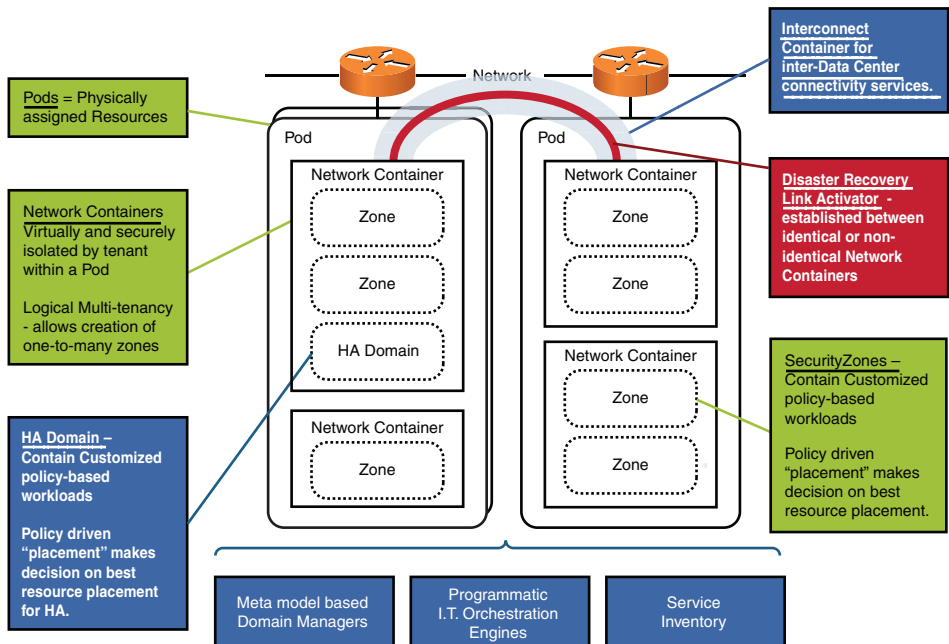 Network
Interconnect
Container for
inter-Data Center
connectivity services.
Pods = Physically
assigned Resources
Pod
Network Container
Zone
Zone
HA Domain
Network Container
Zone
Pod
Network Container
Zone
Zone
Network Container
Zone
Zone
Network Containers
Virtually and securely
isolated by tenant
within a Pod
Logical Multi-tenancy
- allows creation of
one-to-many zones
Disaster Recovery
Link Activator -
established between
identical or non-
identical Network
Containers
HA Domain –
Contain Customized
policy-based
workloads
Policy driven
“placement” makes
decision on best
resource placement
for HA.
SecurityZones –
Contain Customized
policy-based
workloads
Policy driven
“placement” makes
decision on best
resource placement.
Meta model based
Domain Managers
Programmatic
I.T. Orchestration
Engines
Service
Inventory